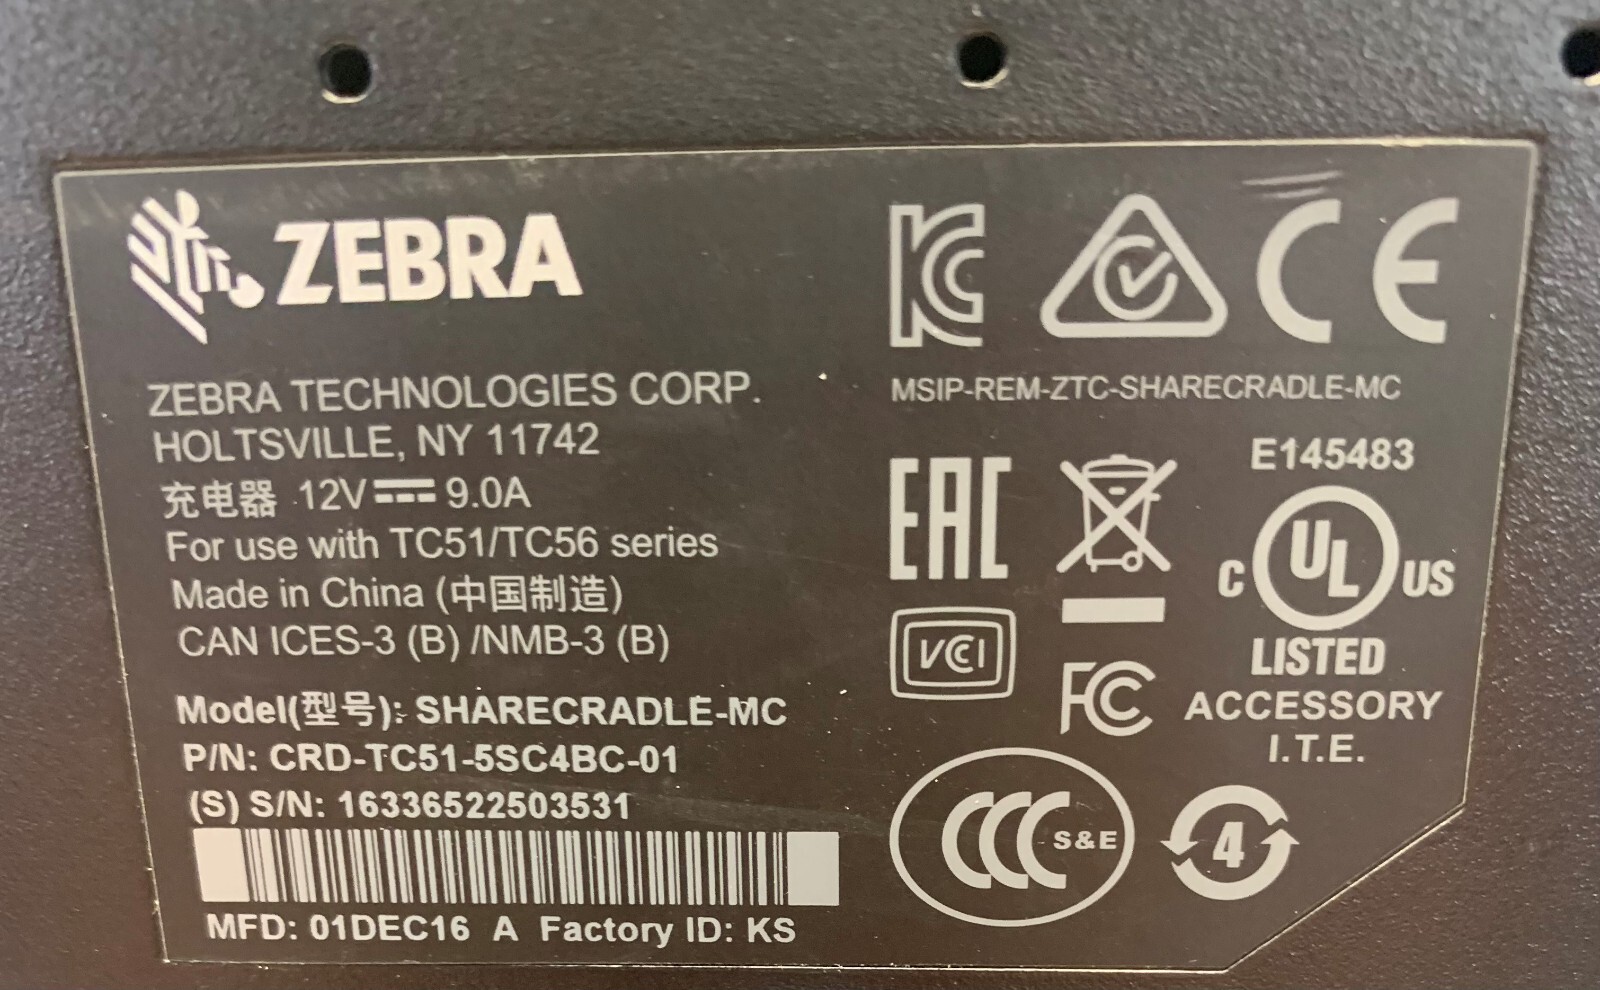 ZEBRA
ZEBRA TECHNOLOGIES CORP.
HOLTSVILLE, NY 11742
充电器 12V 9.0A
For use with TC51/TC56 series
Made in China (中国制造)
CAN ICES-3 (B) /NMB-3 (B)
Model(型号): SHARECRADLE-MC
P/N: CRD-TC51-5SC4BC-01
(S) S/N: 16336522503531
MFD: 01DEC16 A Factory ID: KS
KC CE
MSIP-REM-ZTC-SHARECRADLE-MC
EAC
E145483
C UL US
LISTED
ACCESSORY
I.T.E.
VCCI
FC
CCC S&E
4